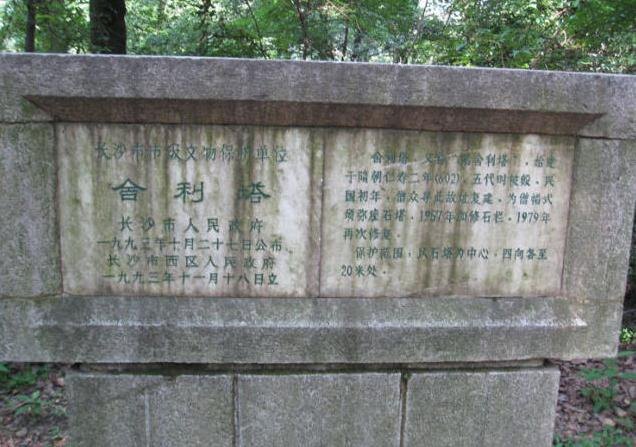 长沙市市级文物保护单位
舍利塔
长沙市人民政府
一九九三年十月二十七日公布
长沙市西区人民政府
一九九三年十一月十八日立
舍利塔,又名“隋舍利塔”,始建
于隋朝仁寿二年(602),五代时被毁。民
国初年,僧众寻此故址复建,为僧帽式
须弥座石塔。1957年加修石栏,1979年
再次修复。
保护范围:以石塔为中心,四向各至
20米处。